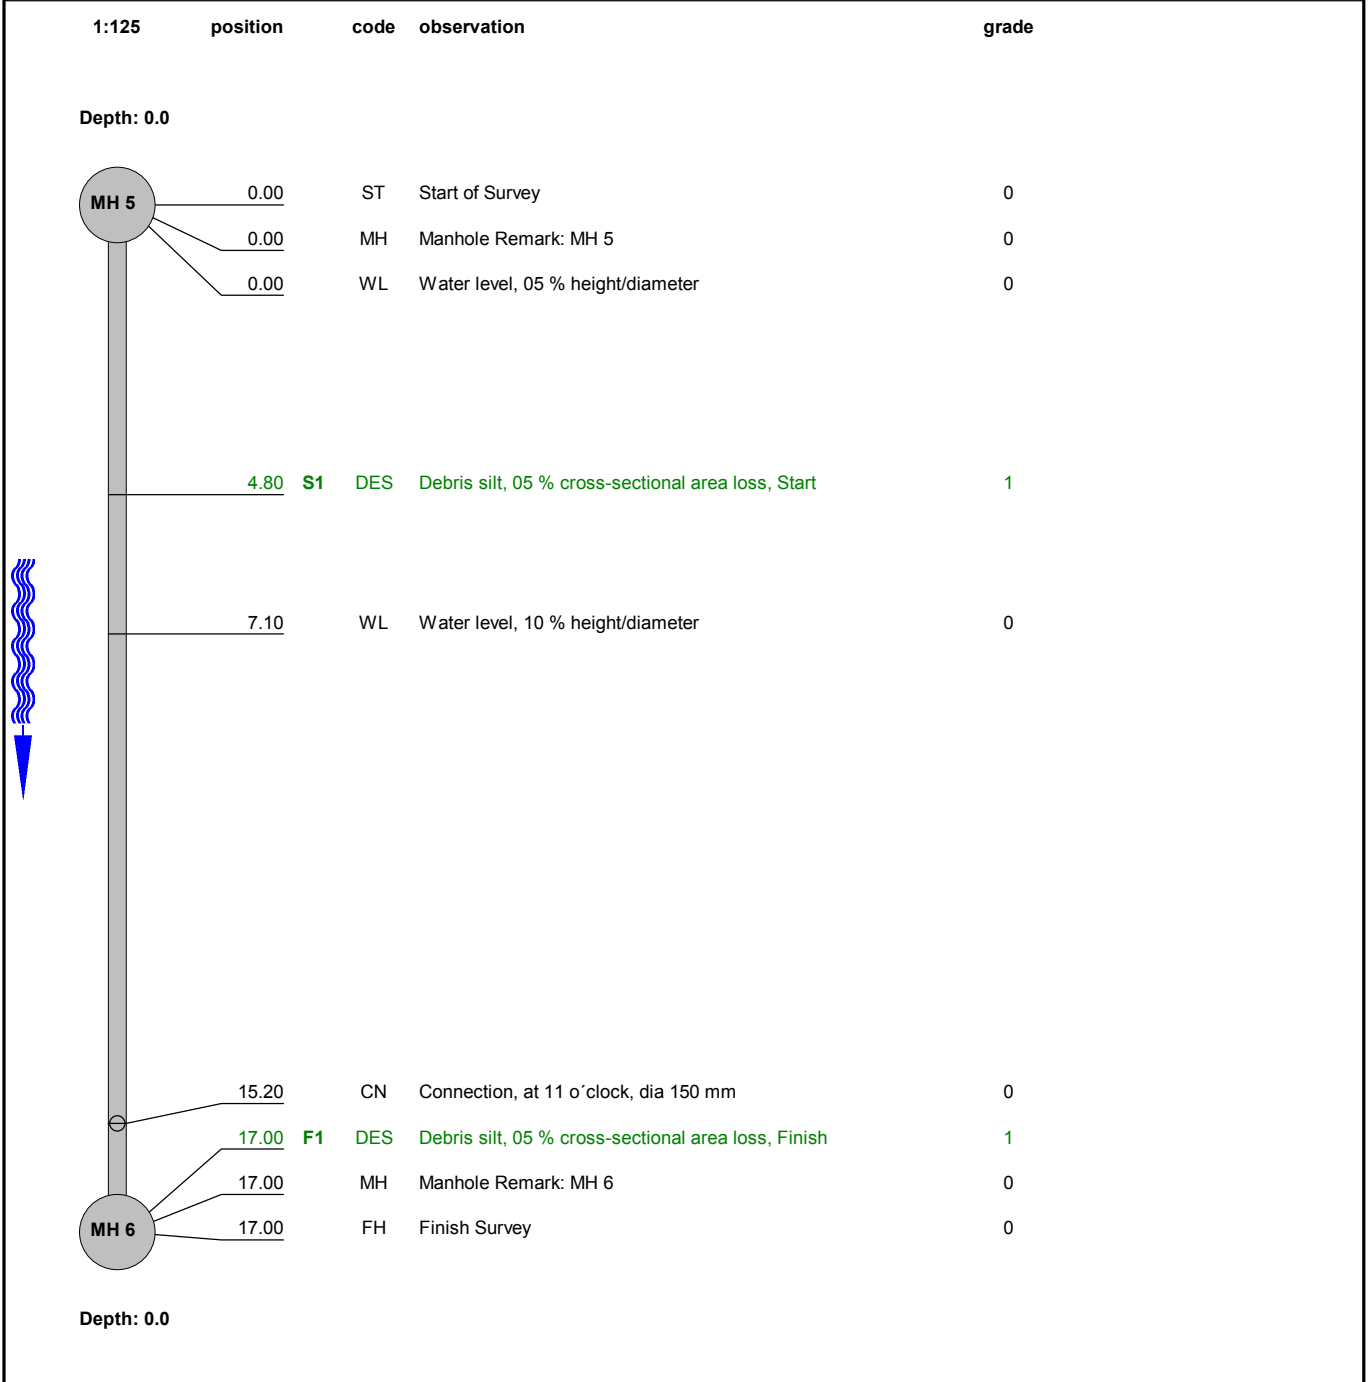 1:125 position code observation grade
Depth: 0.0
MH 5
0.00 ST Start of Survey 0
0.00 MH Manhole Remark: MH 5 0
0.00 WL Water level, 05 % height/diameter 0
4.80 S1 DES Debris silt, 05 % cross-sectional area loss, Start 1
7.10 WL Water level, 10 % height/diameter 0
15.20 CN Connection, at 11 o´clock, dia 150 mm 0
17.00 F1 DES Debris silt, 05 % cross-sectional area loss, Finish 1
17.00 MH Manhole Remark: MH 6 0
MH 6
17.00 FH Finish Survey 0
Depth: 0.0